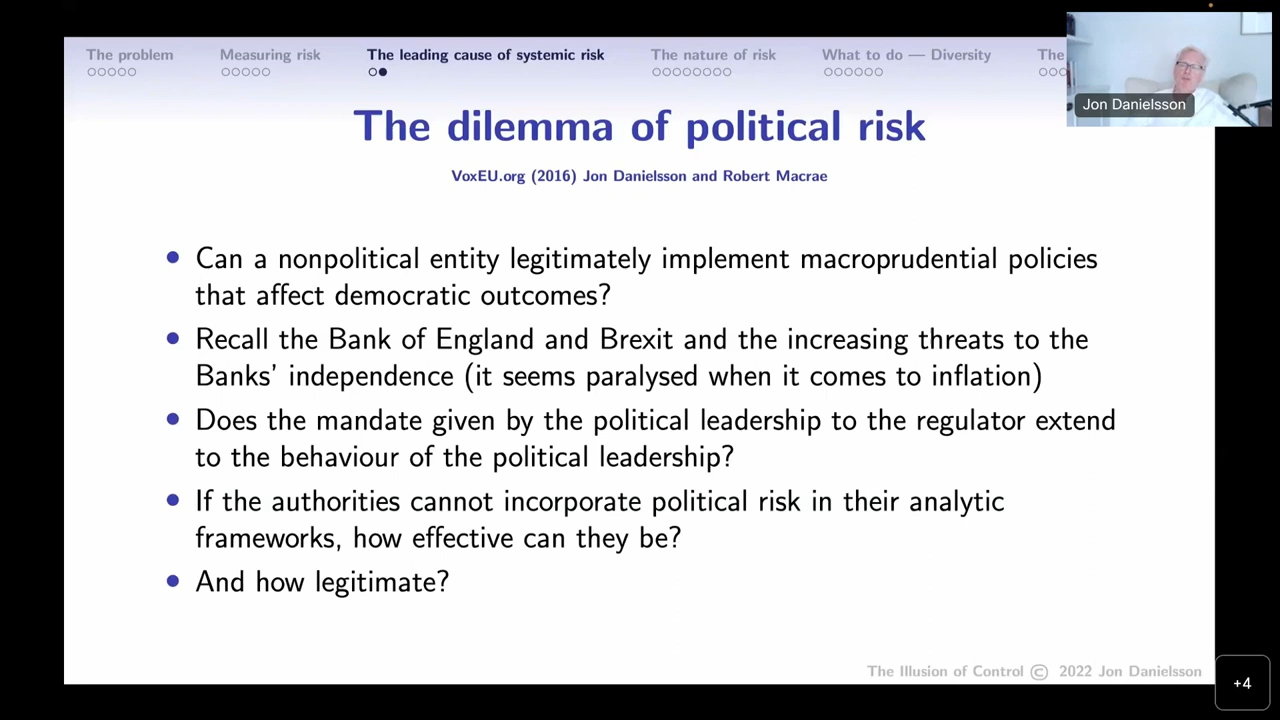 The problem
Measuring risk
The leading cause of systemic risk
The nature of risk
What to do — Diversity
The
Jon Danielsson
The dilemma of political risk
VoxEU.org (2016) Jon Danielsson and Robert Macrae
• Can a nonpolitical entity legitimately implement macroprudential policies
that affect democratic outcomes?
• Recall the Bank of England and Brexit and the increasing threats to the
Banks' independence (it seems paralysed when it comes to inflation)
• Does the mandate given by the political leadership to the regulator extend
to the behaviour of the political leadership?
• If the authorities cannot incorporate political risk in their analytic
frameworks, how effective can they be?
• And how legitimate?
The Illusion of Control © 2022 Jon Danielsson
+4